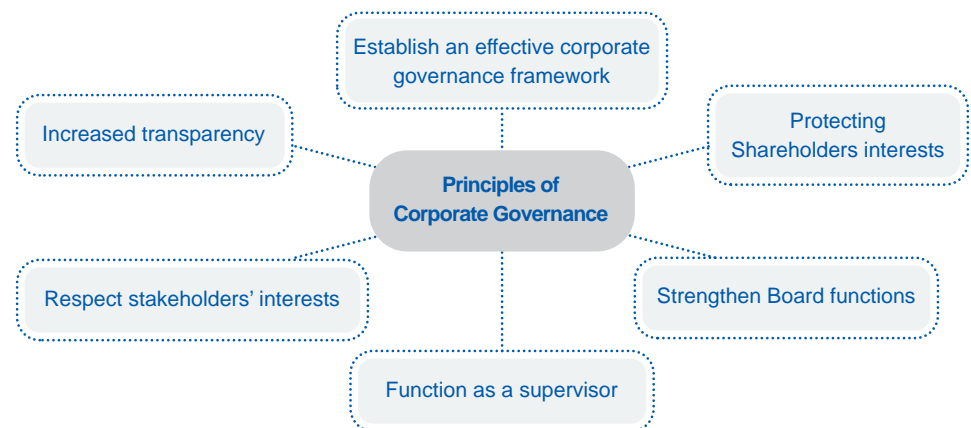 Establish an effective corporate
governance framework
Increased transparency
Protecting
Shareholders interests
Principles of
Corporate Governance
Respect stakeholders’ interests
Strengthen Board functions
Function as a supervisor